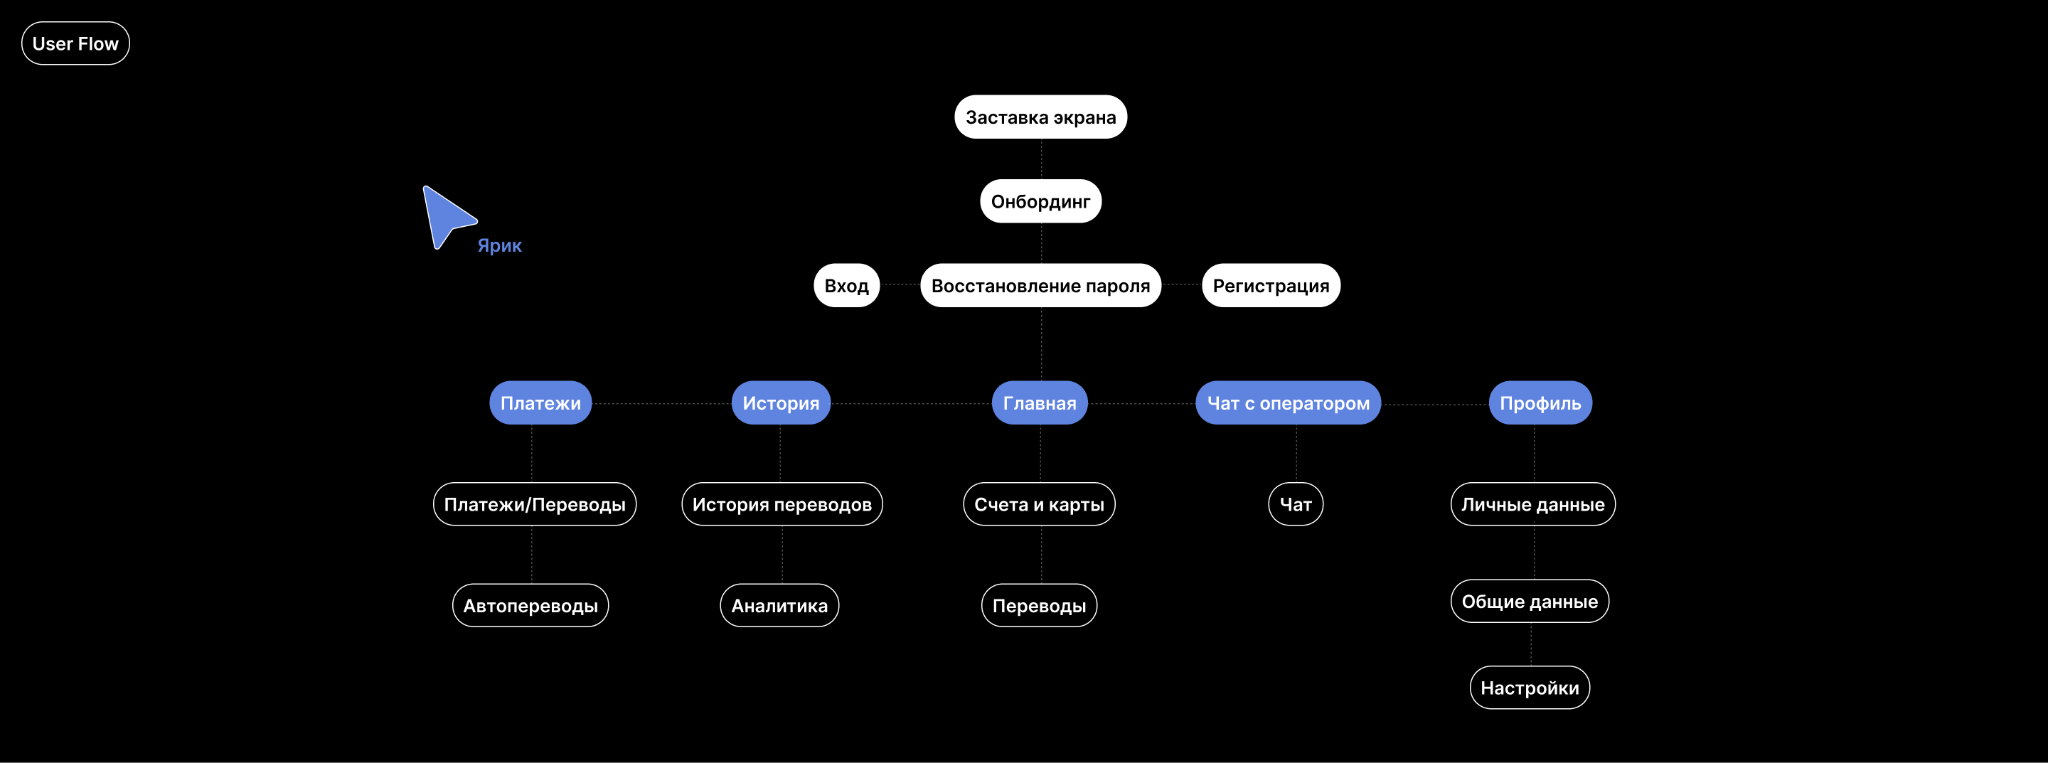 User Flow
Заставка экрана
Онбординг
Ярик
Вход
Восстановление пароля
Регистрация
Платежи
История
Главная
Чат с оператором
Профиль
Платежи/Переводы
История переводов
Счета и карты
Чат
Личные данные
Автопереводы
Аналитика
Переводы
Общие данные
Настройки